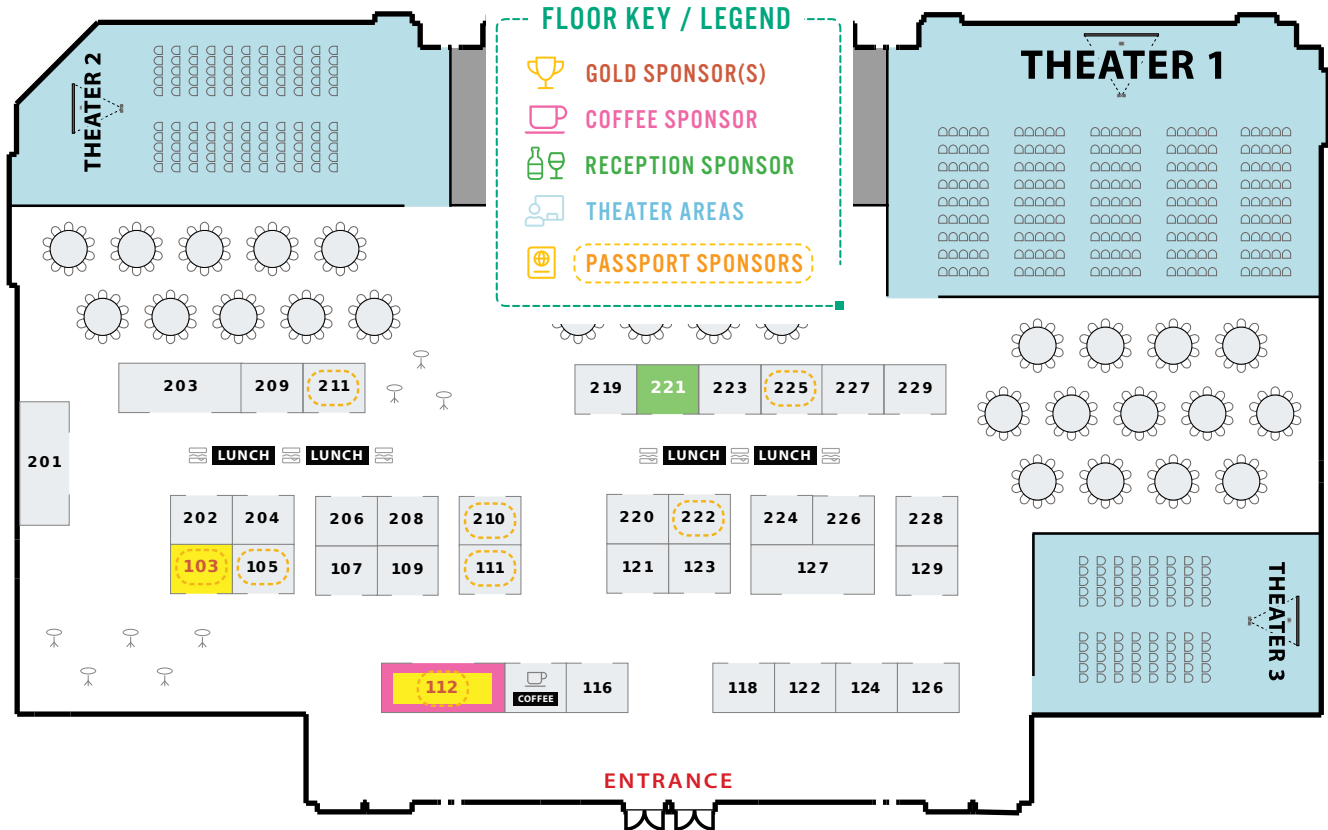 FLOOR KEY / LEGEND
GOLD SPONSOR(S)
COFFEE SPONSOR
RECEPTION SPONSOR
THEATER AREAS
PASSPORT SPONSORS
THEATER 2
THEATER 1
203 209 211
219 221 223 225 227 229
201
LUNCH LUNCH
LUNCH LUNCH
202 204 206 208 210
220 222 224 226 228
103 105 107 109 111
121 123 127 129
THEATER 3
112 COFFEE 116
118 122 124 126
ENTRANCE